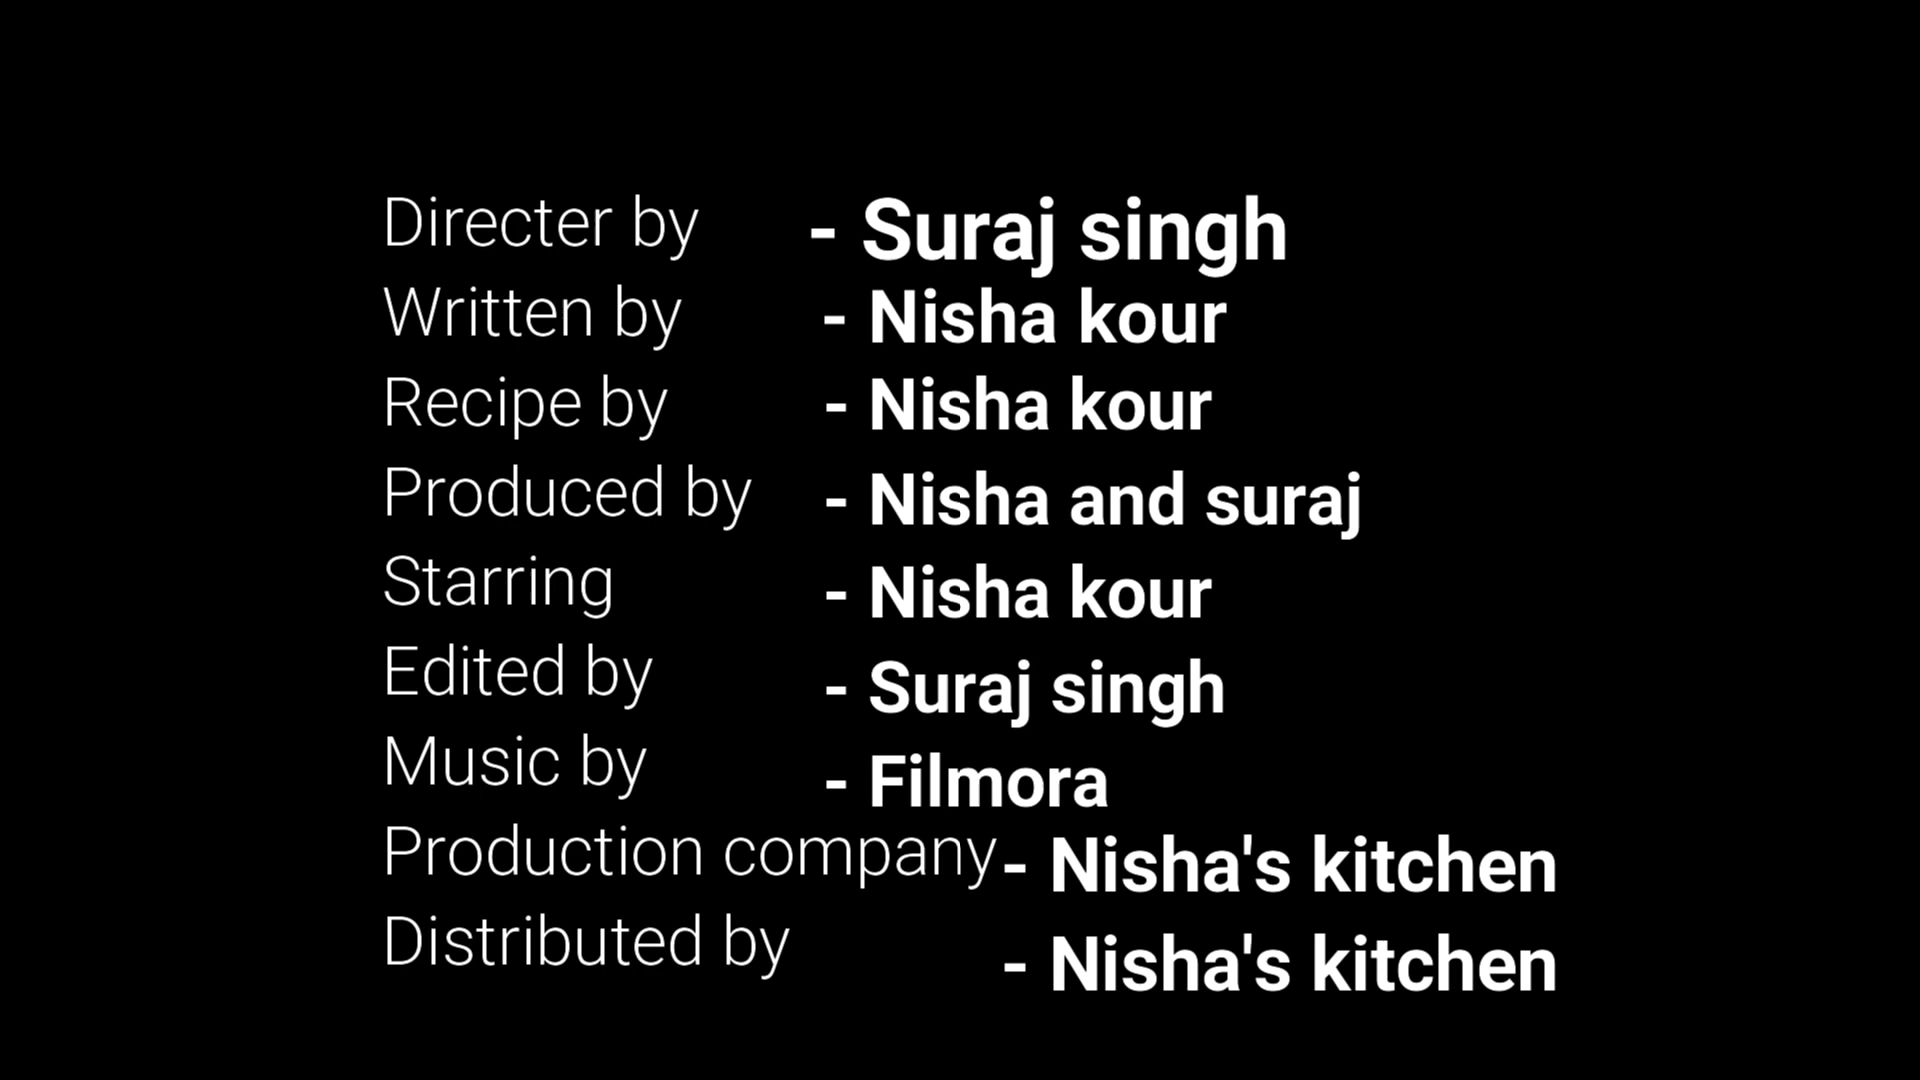 Directer by - Suraj singh
Written by - Nisha kour
Recipe by - Nisha kour
Produced by - Nisha and suraj
Starring - Nisha kour
Edited by - Suraj singh
Music by - Filmora
Production company - Nisha's kitchen
Distributed by - Nisha's kitchen